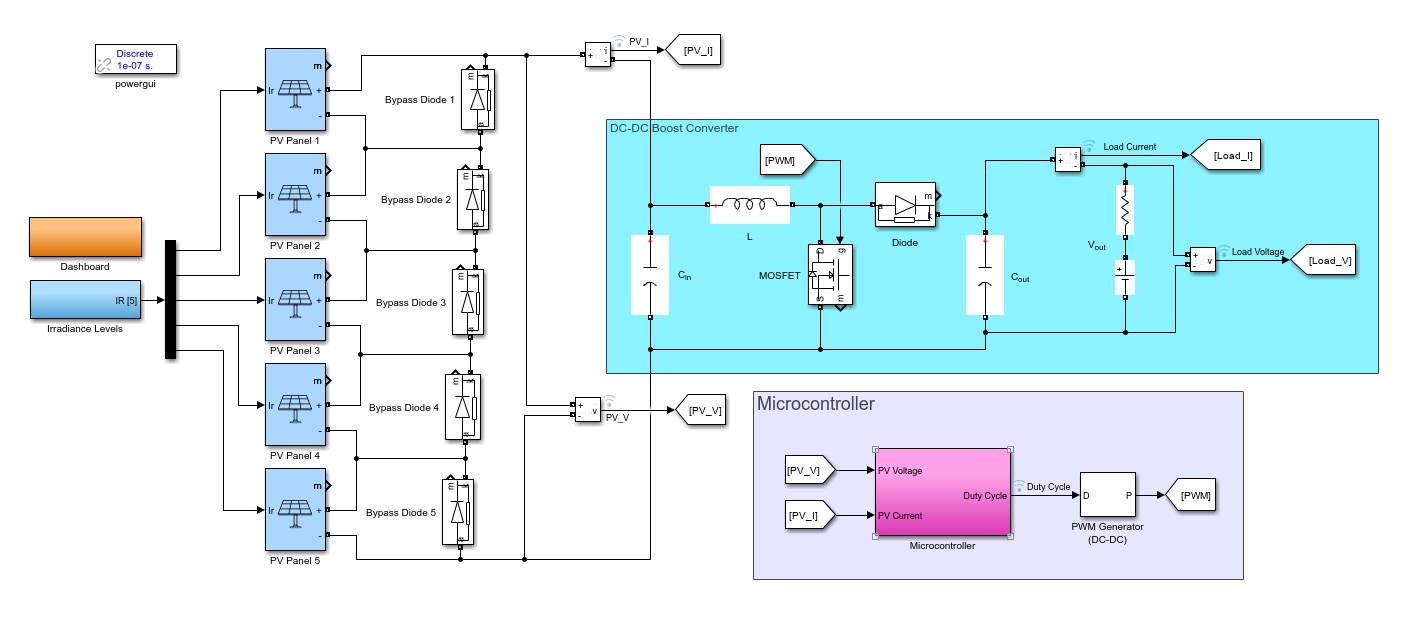 Discrete
1e-07 s.
powergui
m
Ir
+
-
PV Panel 1
m
Ir
+
-
PV Panel 2
m
Ir
+
-
PV Panel 3
m
Ir
+
-
PV Panel 4
m
Ir
+
-
PV Panel 5
Dashboard
IR [5]
Irradiance Levels
Bypass Diode 1
m
k
a
Bypass Diode 2
m
k
a
Bypass Diode 3
m
k
a
Bypass Diode 4
m
k
a
Bypass Diode 5
m
k
a
+
i
-
PV_I
[PV_I]
+
-
v
PV_V
[PV_V]
DC-DC Boost Converter
[PWM]
L
C in
MOSFET
D
g
S
m
a
m
k
Diode
C out
+
i
-
Load Current
[Load_I]
V out
+
+
-
v
Load Voltage
[Load_V]
Microcontroller
[PV_V]
[PV_I]
PV Voltage
PV Current
Duty Cycle
Microcontroller
Duty Cycle
D
P
PWM Generator
(DC-DC)
[PWM]